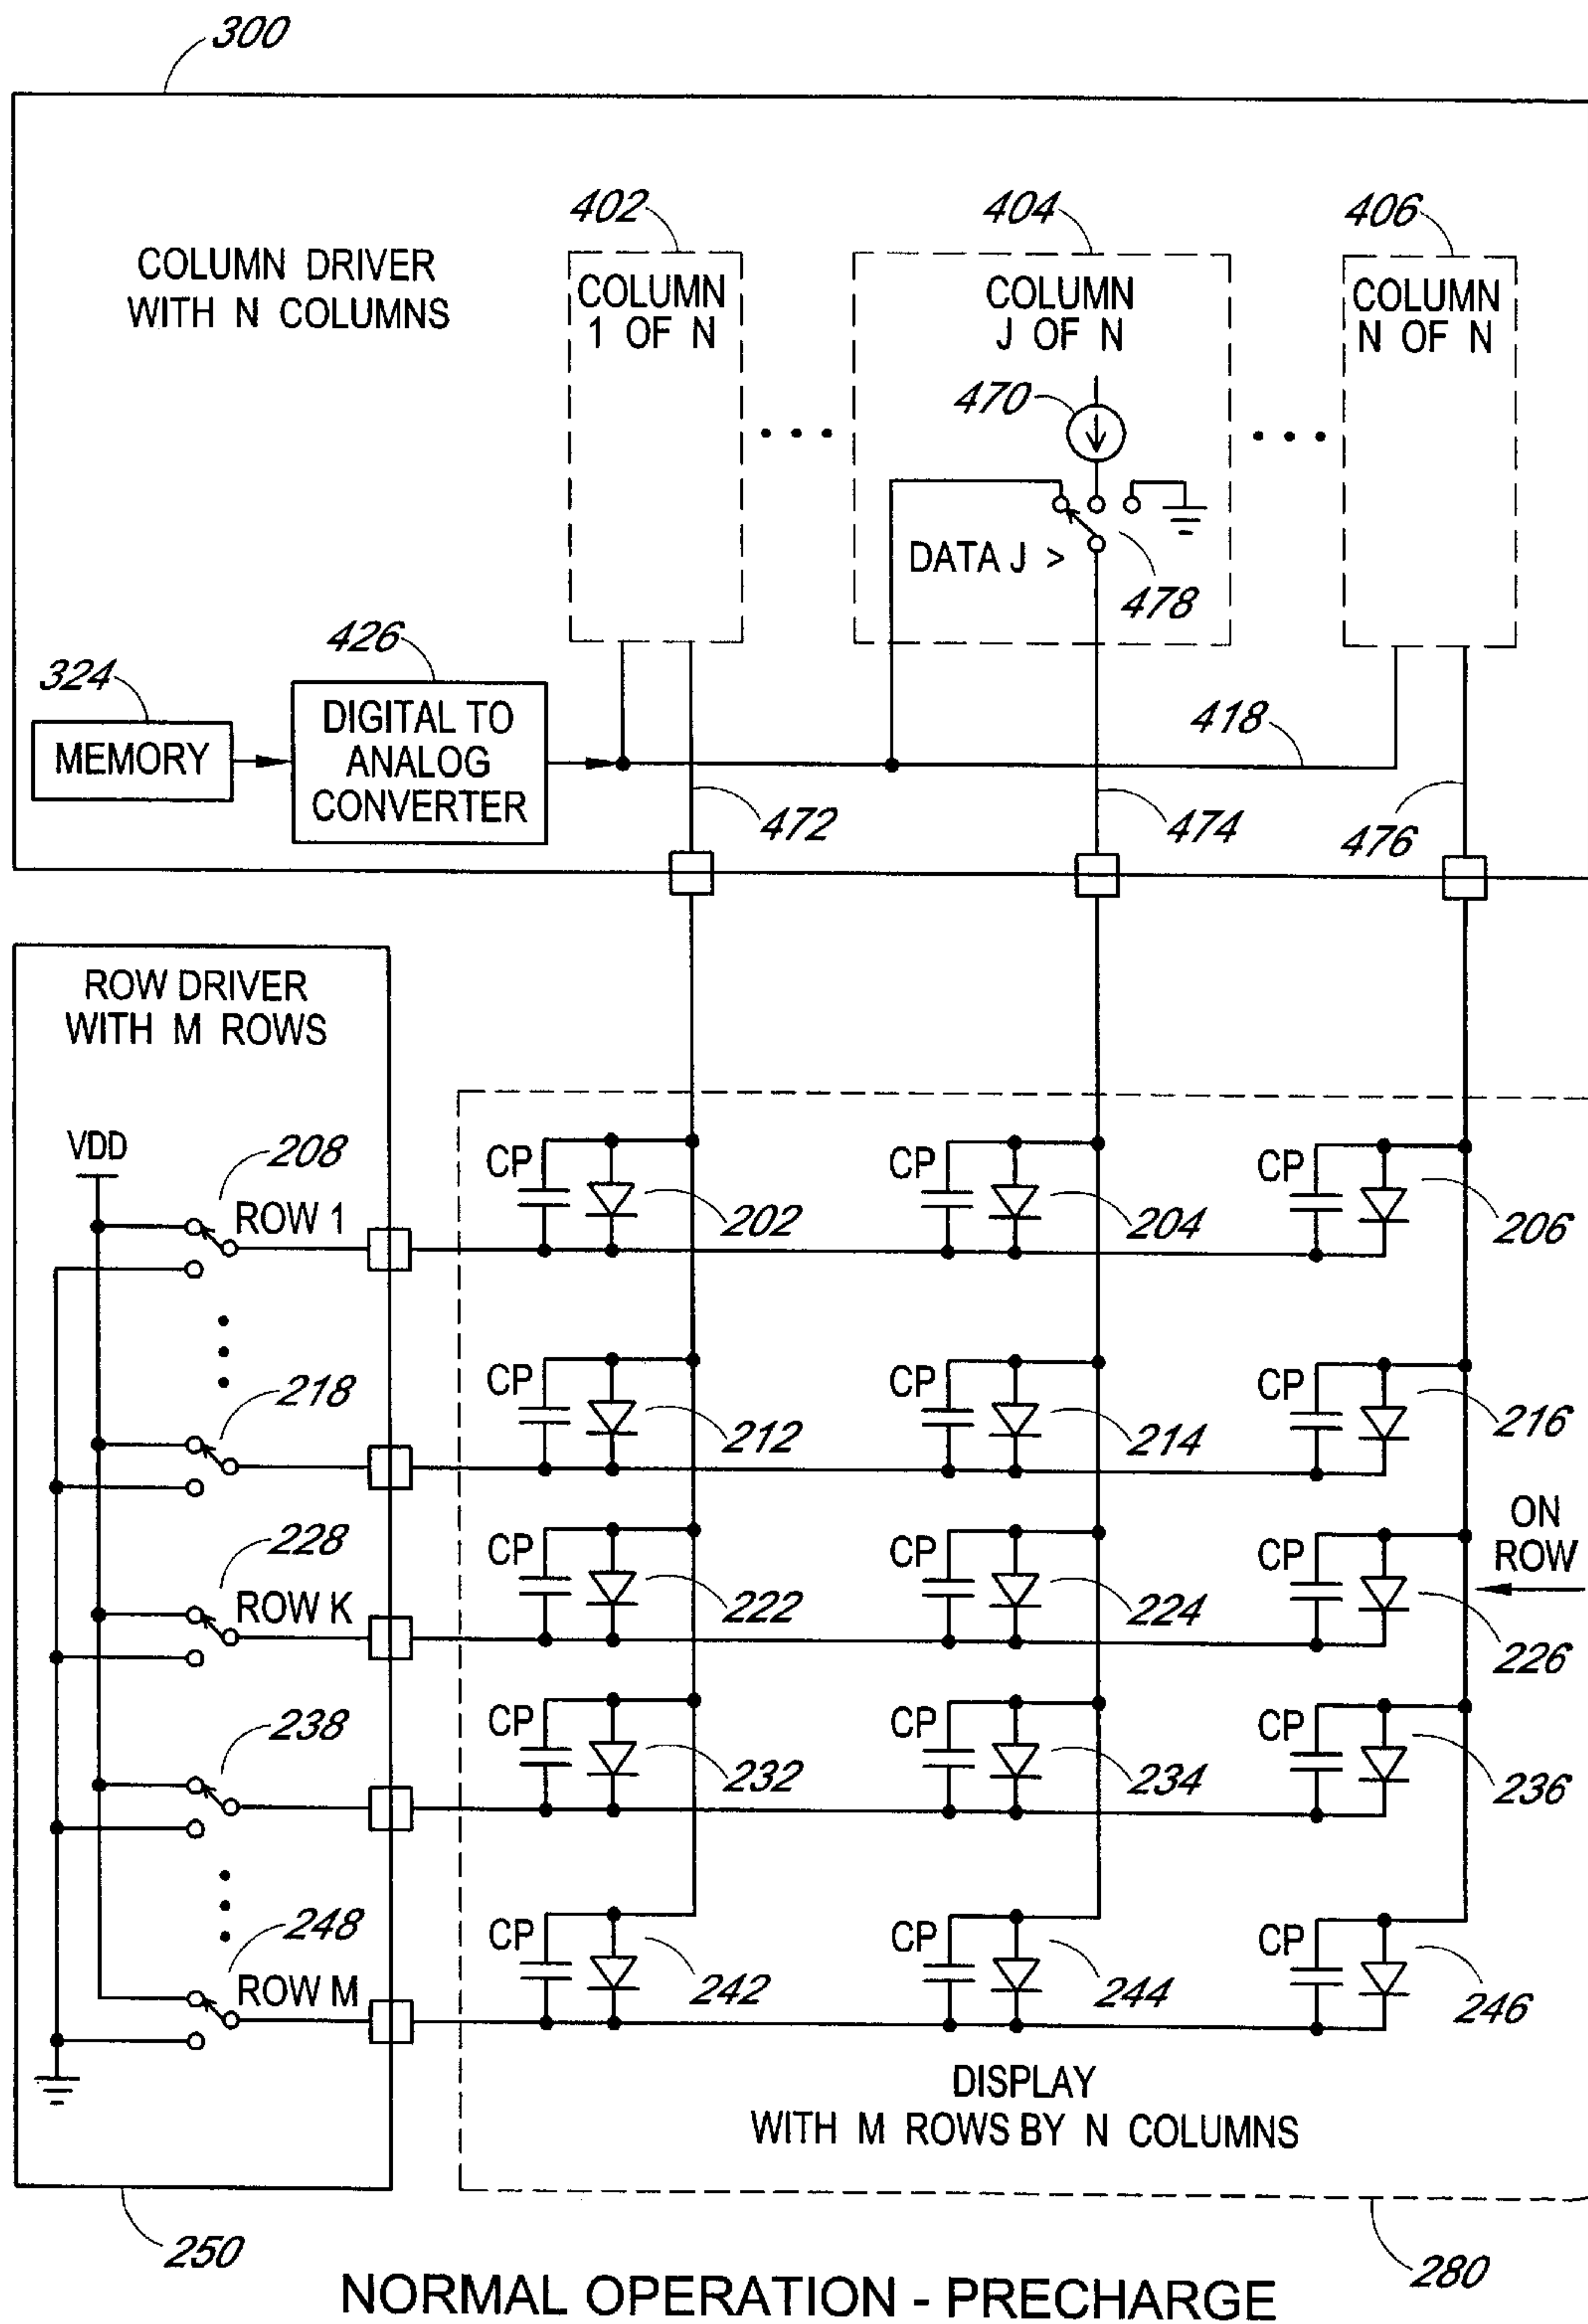 300
402
404
406
COLUMN DRIVER
WITH N COLUMNS
COLUMN
1 OF N
COLUMN
J OF N
COLUMN
N OF N
470
DATA J >
478
426
324
MEMORY
DIGITAL TO
ANALOG
CONVERTER
418
472
474
476
ROW DRIVER
WITH M ROWS
VDD
208
ROW 1
CP
202
CP
204
CP
206
218
CP
212
CP
214
CP
216
ON
ROW
228
ROW K
CP
222
CP
224
CP
226
238
CP
232
CP
234
CP
236
248
ROW M
CP
242
CP
244
CP
246
DISPLAY
WITH M ROWS BY N COLUMNS
250
280
NORMAL OPERATION - PRECHARGE